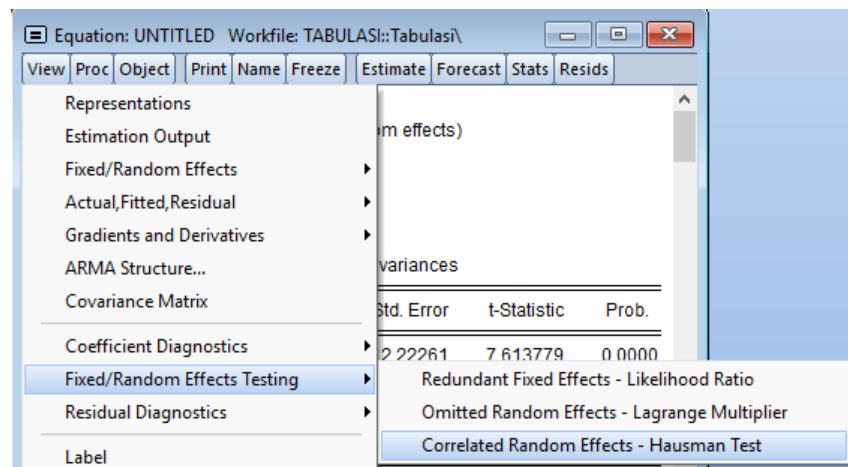 Equation: UNTITLED Workfile: TABULASI::Tabulasi\
View Proc Object Print Name Freeze Estimate Forecast Stats Resids
Representations
Estimation Output
m effects)
Fixed/Random Effects
Actual,Fitted,Residual
Gradients and Derivatives
ARMA Structure...
variances
Covariance Matrix
Std. Error t-Statistic Prob.
Coefficient Diagnostics
2.22261 7.613779 0.0000
Fixed/Random Effects Testing
Redundant Fixed Effects - Likelihood Ratio
Residual Diagnostics
Omitted Random Effects - Lagrange Multiplier
Correlated Random Effects - Hausman Test
Label